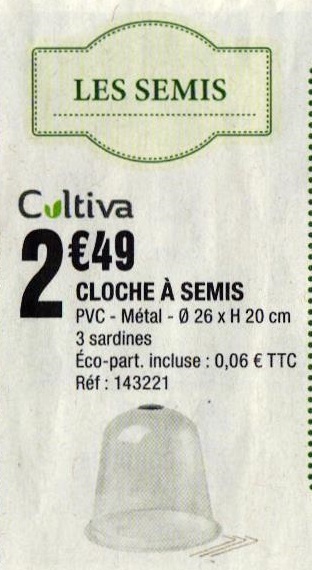 LES SEMIS
Cultiva
2€49
CLOCHE À SEMIS
PVC - Métal - Ø 26 x H 20 cm
3 sardines
Éco-part. incluse : 0,06 € TTC
Réf : 143221